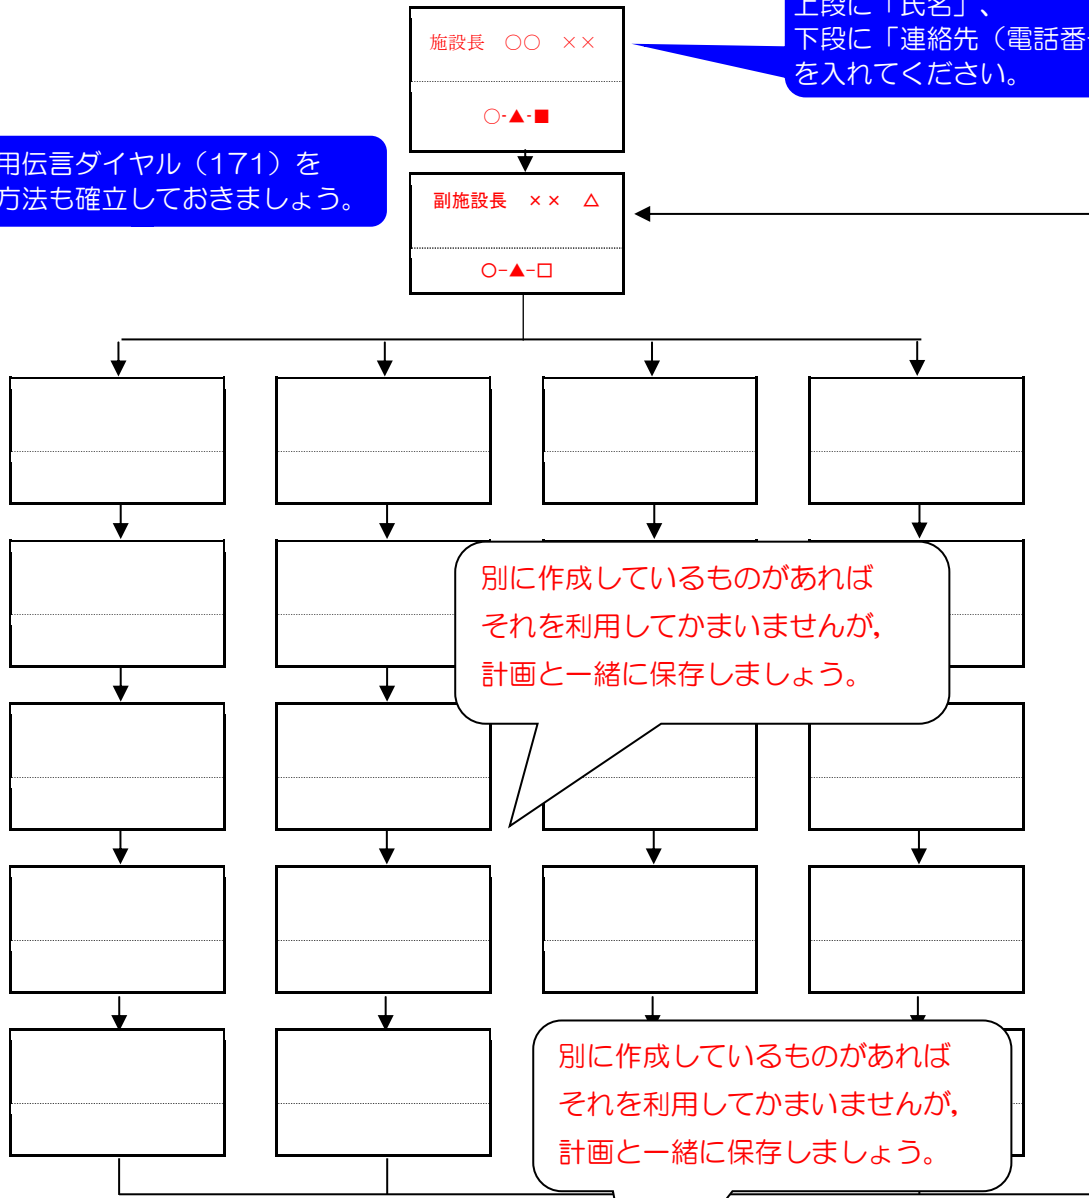 上段に「氏名」、
下段に「連絡先（電話番
を入れてください。
施設長　○○　××
○-▲-■
用伝言ダイヤル（171）を
方法も確立しておきましょう。
副施設長　××　△
○-▲-□
別に作成しているものがあれば
それを利用してかまいませんが,
計画と一緒に保存しましょう。
別に作成しているものがあれば
それを利用してかまいませんが,
計画と一緒に保存しましょう。